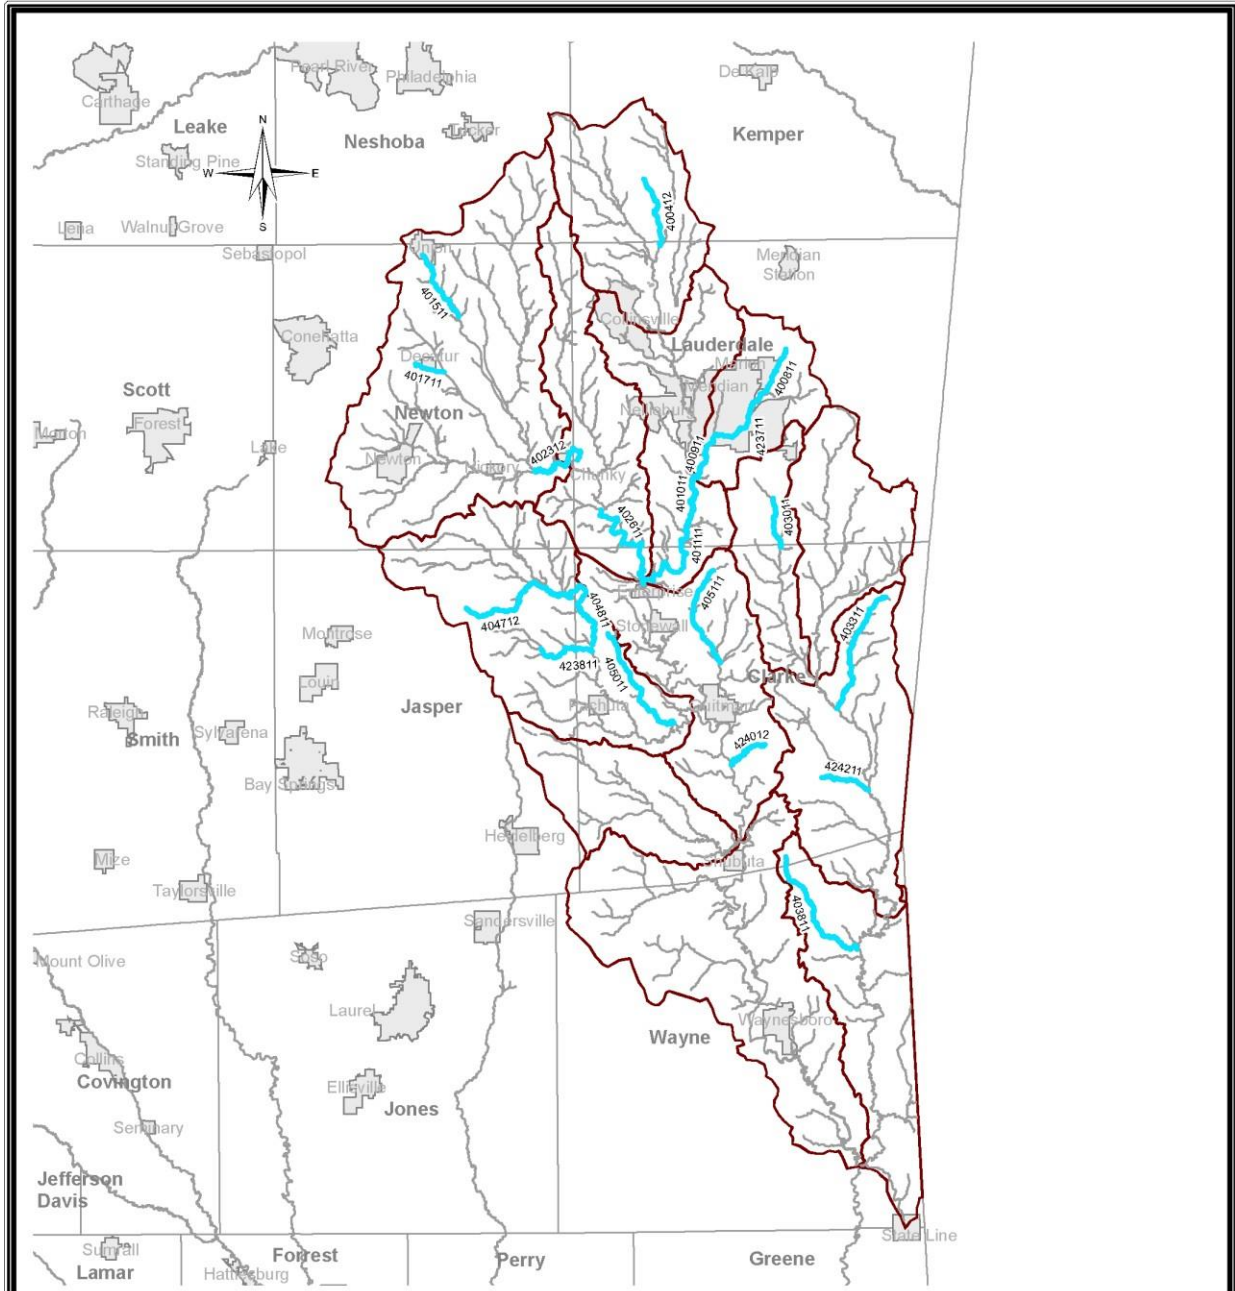 Pearl River
Philadelphia
De Kalb
Carthage
Leake
N
Tucker
Neshoba
Kemper
Standing Pine
W
E
400412
Lena
Walnut Grove
S
Sebastopol
Union
Meridian
Station
401511
Collinsville
Conehatta
Lauderdale
Decatur
Marion
401711
Meridian
400811
Scott
Newton
Nellieburg
Forest
Morton
423711
Lake
402312
400911
Newton
Hickory
Chunky
401011
402611
403011
401111
Enterprise
405111
404811
403311
404712
Stonewall
Montrose
423811
405011
Clarke
Louin
Jasper
Pachuta
Quitman
Raleigh
Smith
Sylvarena
424012
424211
Bay Springs
Heidelberg
Mize
Shubuta
Taylorsville
403811
Sandersville
Mount Olive
Soso
Laurel
Waynesboro
Wayne
Collins
Covington
Ellisville
Jones
Seminary
Jefferson
Davis
State Line
Sumrall
Forrest
Perry
Greene
Lamar
Hattiesburg